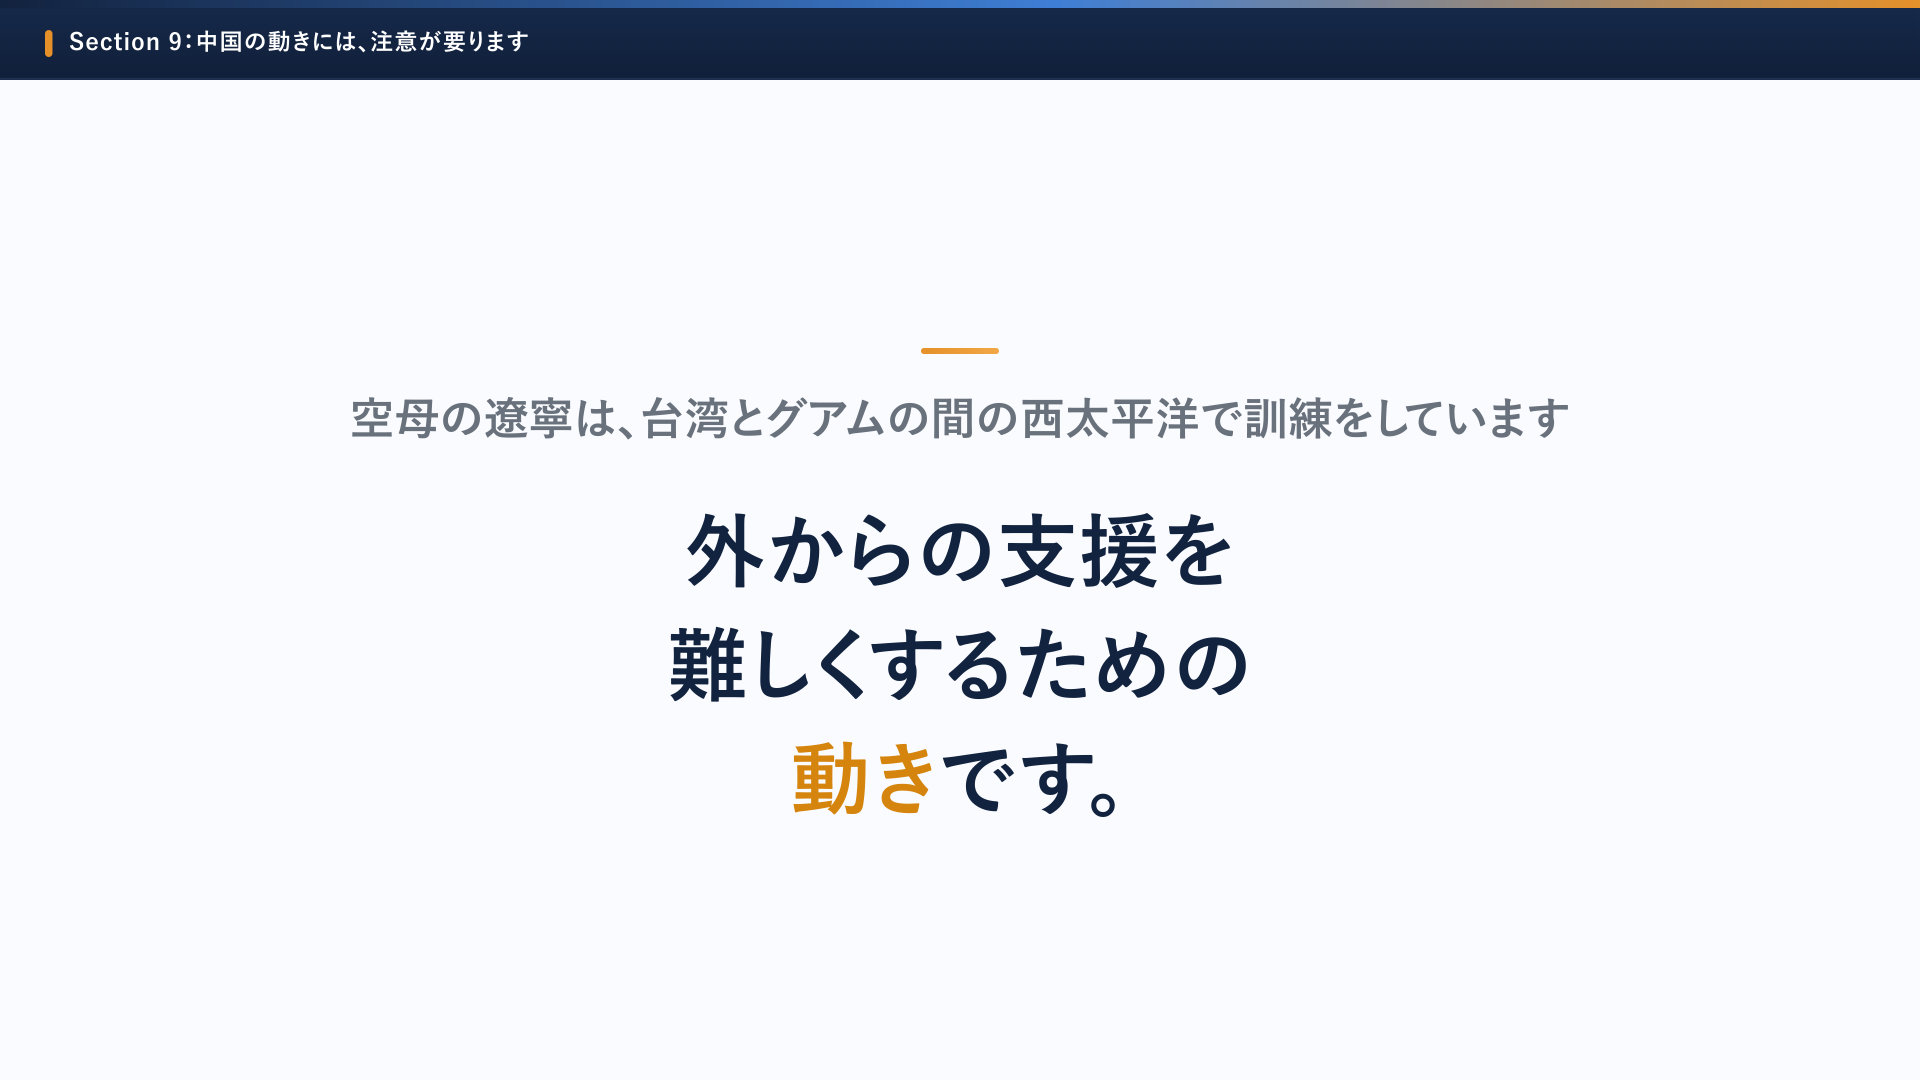 Section 9：中国の動きには、注意が要ります
空母の遼寧は、台湾とグアムの間の西太平洋で訓練をしています
外からの支援を
難しくするための
動きです。